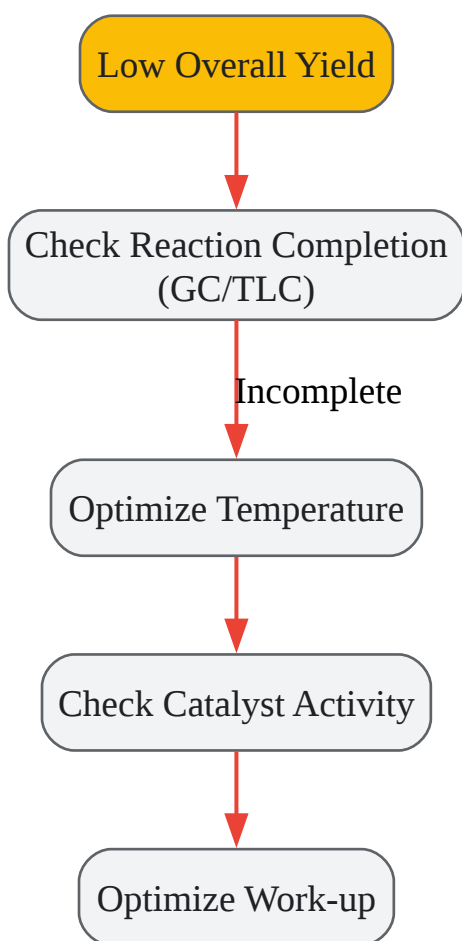 Low Overall Yield
Check Reaction Completion
(GC/TLC)
Incomplete
Optimize Temperature
Check Catalyst Activity
Optimize Work-up